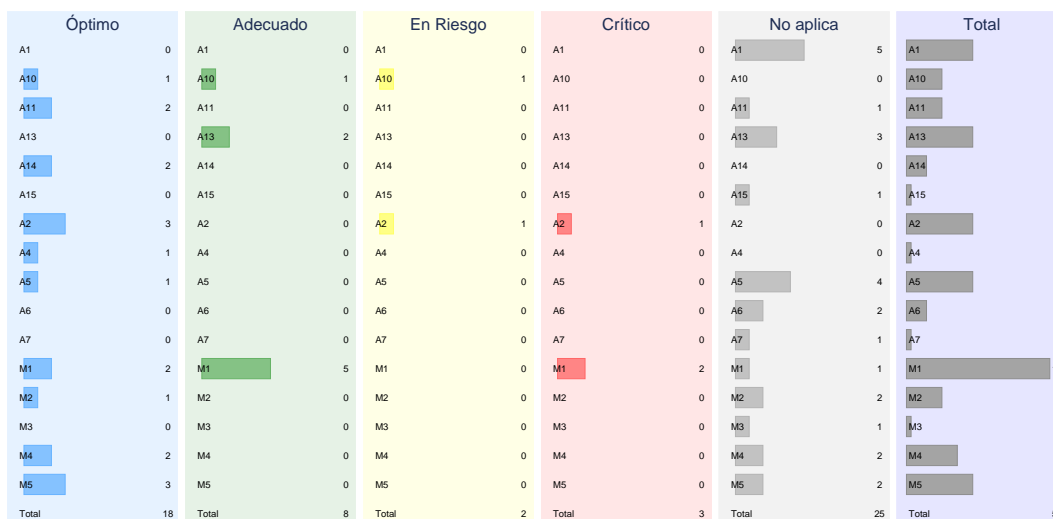 Óptimo Adecuado En Riesgo Crítico No aplica Total
A1 0 A1 0 A1 0 A1 0 A1 5 A1
A10 1 A10 1 A10 1 A10 0 A10 0 A10
A11 2 A11 0 A11 0 A11 0 A11 1 A11
A13 0 A13 2 A13 0 A13 0 A13 3 A13
A14 2 A14 0 A14 0 A14 0 A14 0 A14
A15 0 A15 0 A15 0 A15 0 A15 1 A15
A2 3 A2 0 A2 1 A2 1 A2 0 A2
A4 1 A4 0 A4 0 A4 0 A4 0 A4
A5 1 A5 0 A5 0 A5 0 A5 4 A5
A6 0 A6 0 A6 0 A6 0 A6 2 A6
A7 0 A7 0 A7 0 A7 0 A7 1 A7
M1 2 M1 5 M1 0 M1 2 M1 1 M1
M2 1 M2 0 M2 0 M2 0 M2 2 M2
M3 0 M3 0 M3 0 M3 0 M3 1 M3
M4 2 M4 0 M4 0 M4 0 M4 2 M4
M5 3 M5 0 M5 0 M5 0 M5 2 M5
Total 18 Total 8 Total 2 Total 3 Total 25 Total